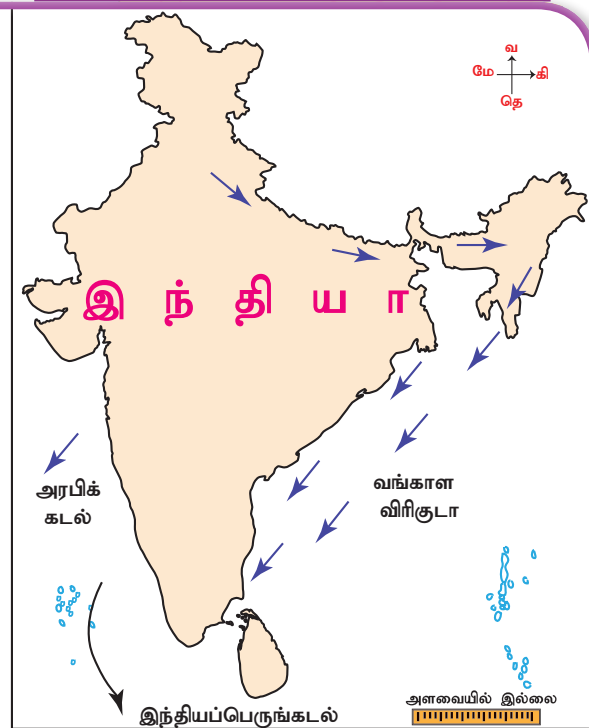 வ
மே கி
தெ
இ ந் தி ய ா
அரபிக்
கடல்
வங்காள
விரிகுடா
அளவையில் இல்லை
இந்தியப்பெருங்கடல்